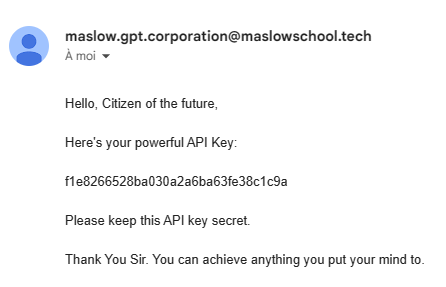 maslow.gpt.corporation@maslowschool.tech
À moi
Hello, Citizen of the future,
Here's your powerful API Key:
f1e8266528ba030a2a6ba63fe38c1c9a
Please keep this API key secret.
Thank You Sir. You can achieve anything you put your mind to.